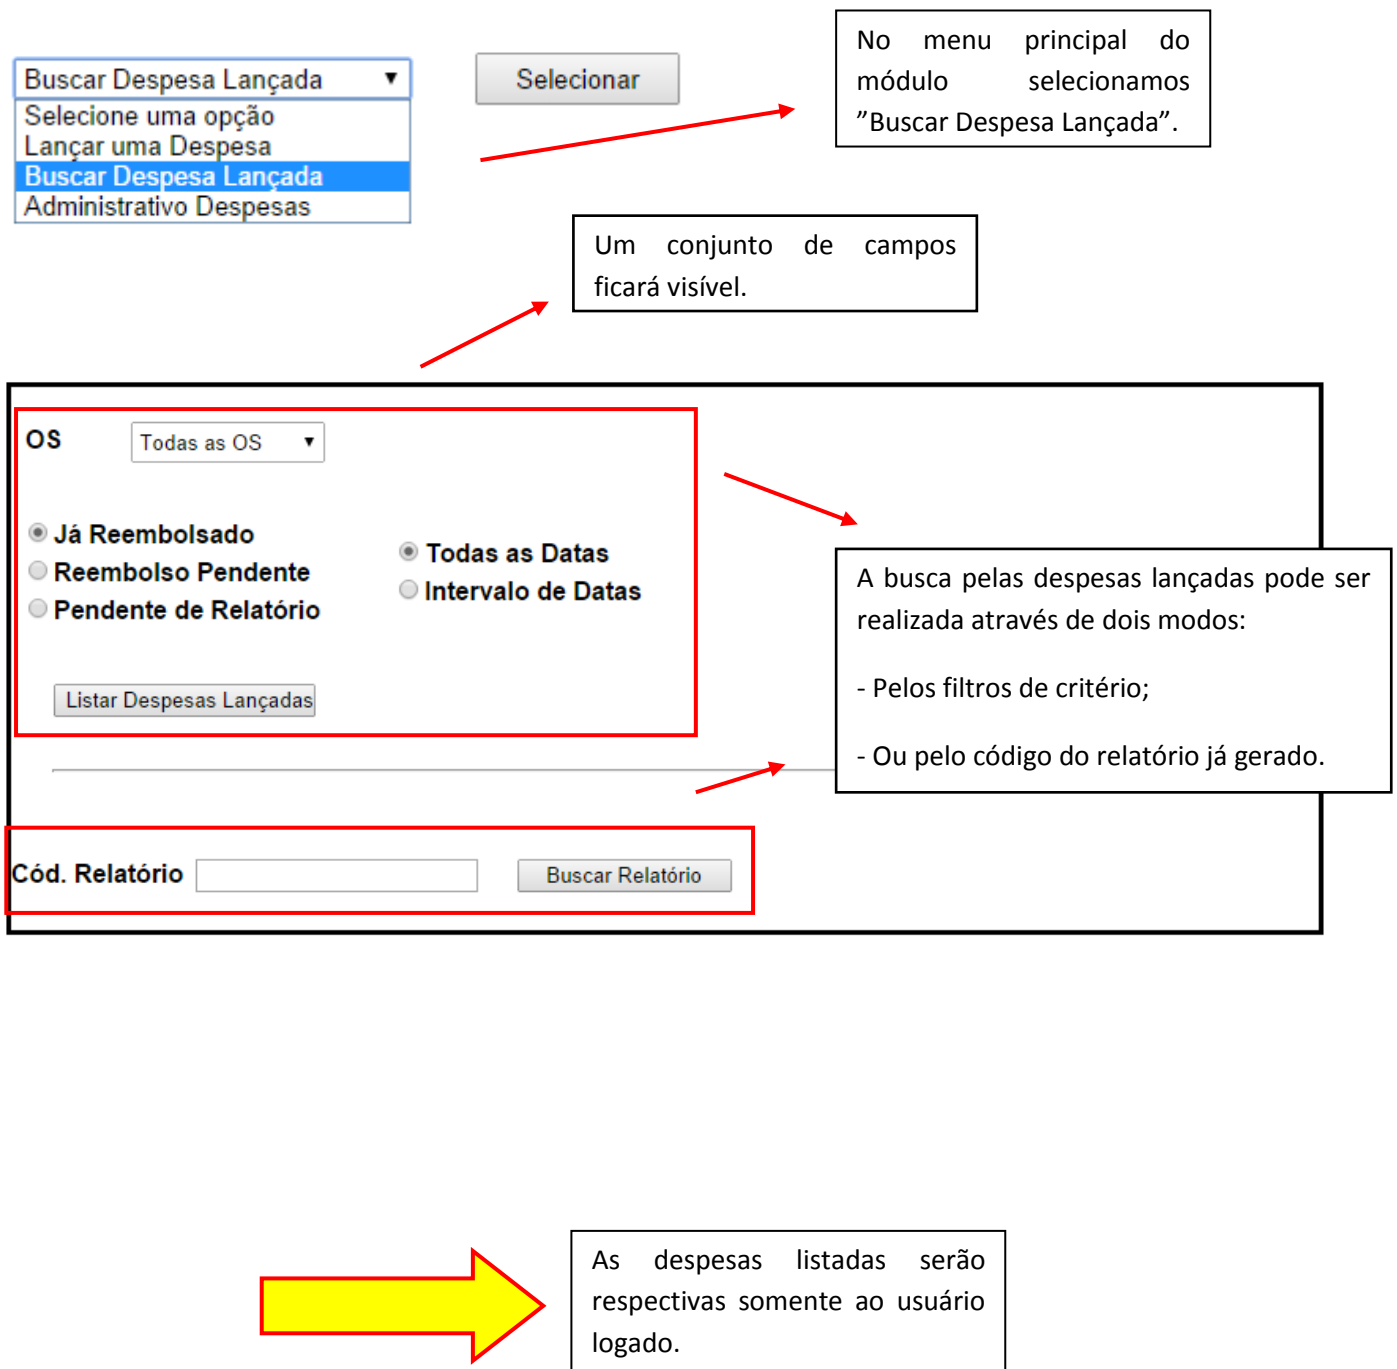 No menu principal do
módulo selecionamos
”Buscar Despesa Lançada”.
Buscar Despesa Lançada
Selecionar
Selecione uma opção
Lançar uma Despesa
Buscar Despesa Lançada
Administrativo Despesas
Um conjunto de campos
ficará visível.
OS Todas as OS
Já Reembolsado
Reembolso Pendente
Pendente de Relatório
Todas as Datas
Intervalo de Datas
Listar Despesas Lançadas
A busca pelas despesas lançadas pode ser
realizada através de dois modos:
- Pelos filtros de critério;
- Ou pelo código do relatório já gerado.
Cód. Relatório Buscar Relatório
As despesas listadas serão
respectivas somente ao usuário
logado.